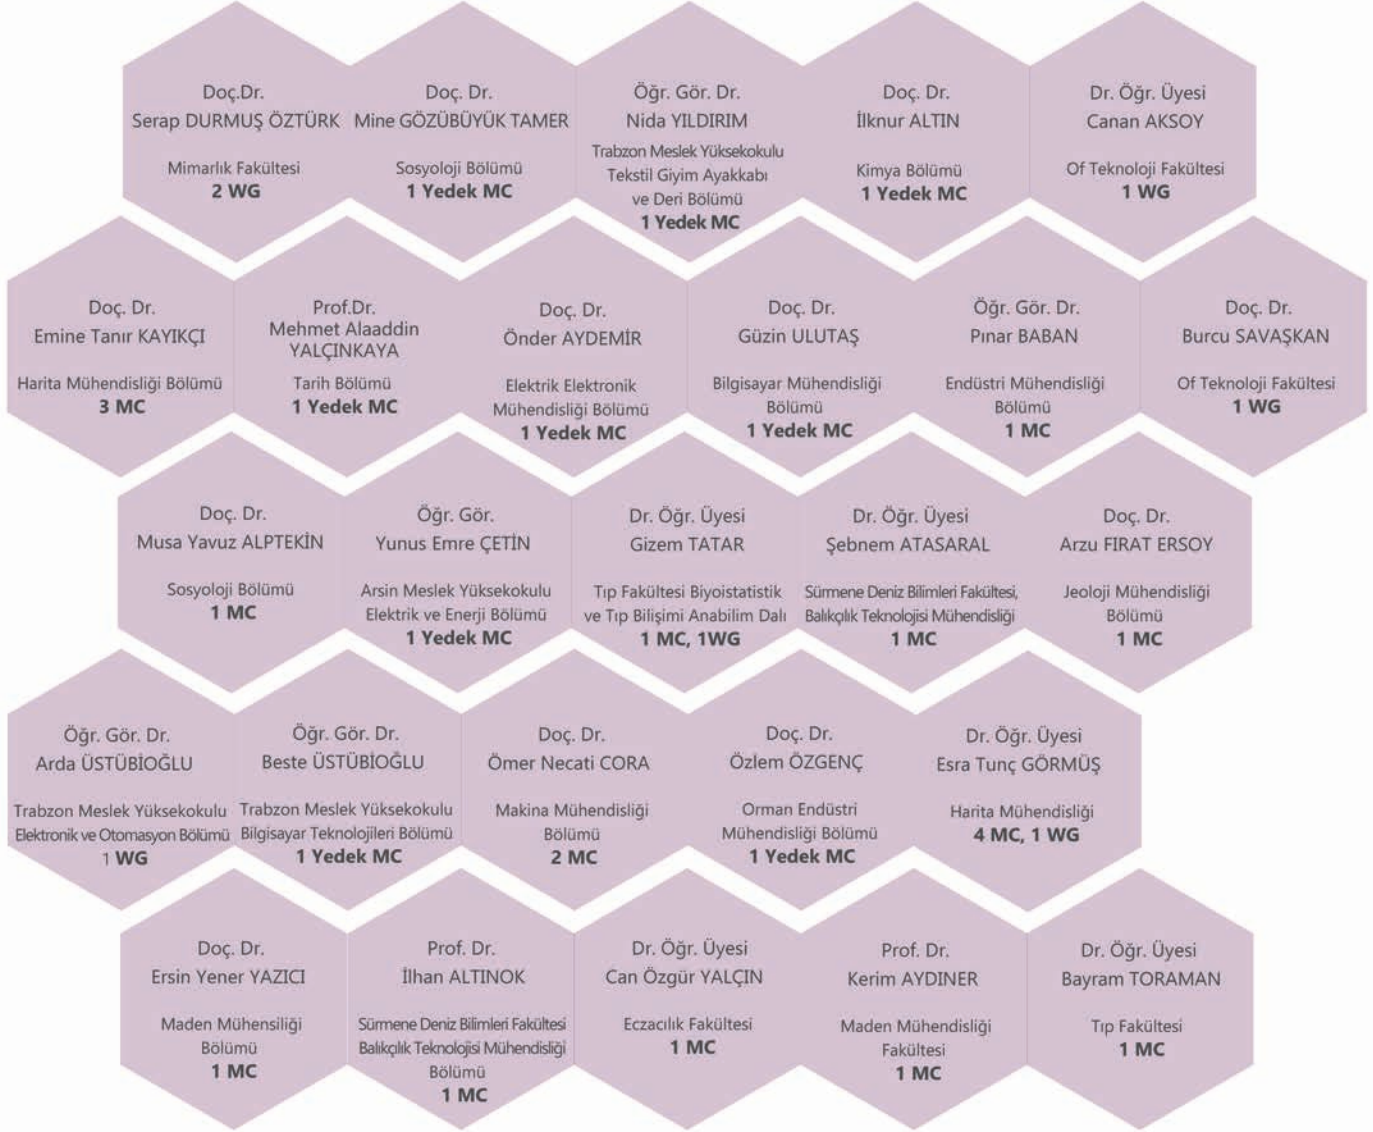 Doç.Dr.
Serap DURMUŞ ÖZTÜRK
Mimarlık Fakültesi
2 WG
Doç. Dr.
Mine GÖZÜBÜYÜK TAMER
Sosyoloji Bölümü
1 Yedek MC
Öğr. Gör. Dr.
Nida YILDIRIM
Trabzon Meslek Yüksekokulu
Tekstil Giyim Ayakkabı
ve Deri Bölümü
1 Yedek MC
Doç. Dr.
İlknur ALTIN
Kimya Bölümü
1 Yedek MC
Dr. Öğr. Üyesi
Canan AKSOY
Of Teknoloji Fakültesi
1 WG
Doç. Dr.
Emine Tanır KAYIKÇI
Harita Mühendisliği Bölümü
3 MC
Prof.Dr.
Mehmet Alaaddin
YALÇINKAYA
Tarih Bölümü
1 Yedek MC
Doç. Dr.
Önder AYDEMİR
Elektrik Elektronik
Mühendisliği Bölümü
1 Yedek MC
Doç. Dr.
Güzin ULUTAŞ
Bilgisayar Mühendisliği
Bölümü
1 Yedek MC
Öğr. Gör. Dr.
Pınar BABAN
Endüstri Mühendisliği
Bölümü
1 MC
Doç. Dr.
Burcu SAVAŞKAN
Of Teknoloji Fakültesi
1 WG
Doç. Dr.
Musa Yavuz ALPTEKİN
Sosyoloji Bölümü
1 MC
Öğr. Gör.
Yunus Emre ÇETİN
Arsin Meslek Yüksekokulu
Elektrik ve Enerji Bölümü
1 Yedek MC
Dr. Öğr. Üyesi
Gizem TATAR
Tıp Fakültesi Biyoistatistik
ve Tıp Bilişimi Anabilim Dalı
1 MC, 1WG
Dr. Öğr. Üyesi
Şebnem ATASARAL
Sürmene Deniz Bilimleri Fakültesi,
Balıkçılık Teknolojisi Mühendisliği
1 MC
Doç. Dr.
Arzu FIRAT ERSOY
Jeoloji Mühendisliği
Bölümü
1 MC
Öğr. Gör. Dr.
Arda ÜSTÜBİOĞLU
Trabzon Meslek Yüksekokulu
Elektronik ve Otomasyon Bölümü
1 WG
Öğr. Gör. Dr.
Beste ÜSTÜBİOĞLU
Trabzon Meslek Yüksekokulu
Bilgisayar Teknolojileri Bölümü
1 Yedek MC
Doç. Dr.
Ömer Necati CORA
Makina Mühendisliği
Bölümü
2 MC
Doç. Dr.
Özlem ÖZGENÇ
Orman Endüstri
Mühendisliği Bölümü
1 Yedek MC
Dr. Öğr. Üyesi
Esra Tunç GÖRMÜŞ
Harita Mühendisliği
4 MC, 1 WG
Doç. Dr.
Ersin Yener YAZICI
Maden Mühensiliği
Bölümü
1 MC
Prof. Dr.
İlhan ALTINOK
Sürmene Deniz Bilimleri Fakültesi
Balıkçılık Teknolojisi Mühendisliği
Bölümü
1 MC
Dr. Öğr. Üyesi
Can Özgür YALÇIN
Eczacılık Fakültesi
1 MC
Prof. Dr.
Kerim AYDINER
Maden Mühendisliği
Fakültesi
1 MC
Dr. Öğr. Üyesi
Bayram TORAMAN
Tıp Fakültesi
1 MC